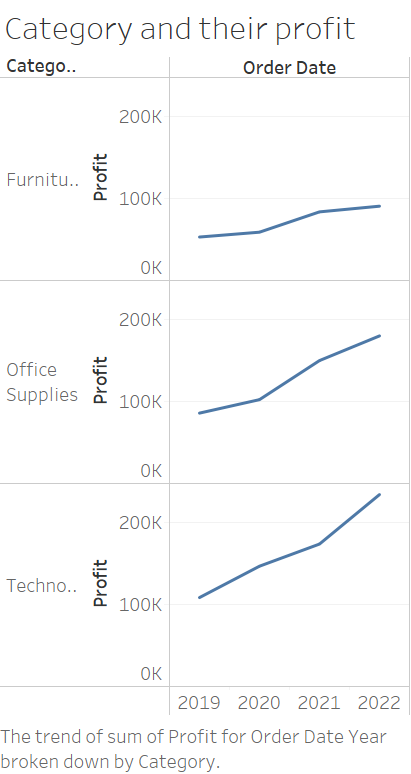 Category and their profit
Catego..
Order Date
200K
Furnitu..
Profit
100K
0K
200K
Office
Supplies
Profit
100K
0K
200K
Techno..
Profit
100K
0K
2019 2020 2021 2022
The trend of sum of Profit for Order Date Year
broken down by Category.